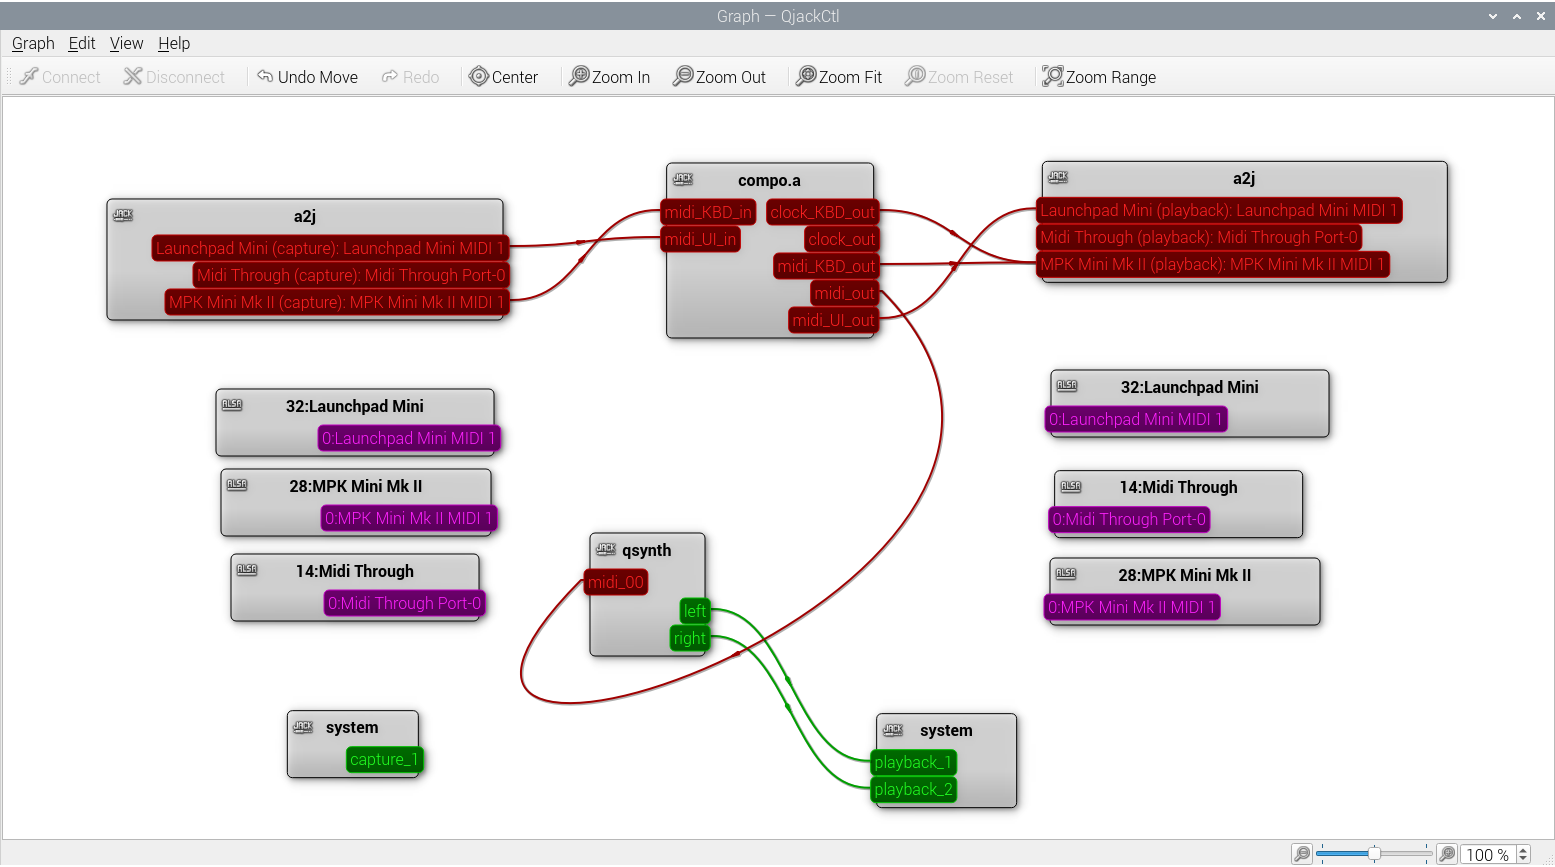 Graph — QjackCtl
Graph Edit View Help
Connect Disconnect Undo Move Redo Center Zoom In Zoom Out Zoom Fit Zoom Reset Zoom Range
JACK a2j
Launchpad Mini (capture): Launchpad Mini MIDI 1
Midi Through (capture): Midi Through Port-0
MPK Mini Mk II (capture): MPK Mini Mk II MIDI 1
JACK compo.a
midi_KBD_in clock_KBD_out
midi_UI_in clock_out
midi_KBD_out
midi_out
midi_UI_out
JACK a2j
Launchpad Mini (playback): Launchpad Mini MIDI 1
Midi Through (playback): Midi Through Port-0
MPK Mini Mk II (playback): MPK Mini Mk II MIDI 1
ALSA 32:Launchpad Mini
0:Launchpad Mini MIDI 1
ALSA 28:MPK Mini Mk II
0:MPK Mini Mk II MIDI 1
ALSA 14:Midi Through
0:Midi Through Port-0
ALSA 32:Launchpad Mini
0:Launchpad Mini MIDI 1
ALSA 14:Midi Through
0:Midi Through Port-0
ALSA 28:MPK Mini Mk II
0:MPK Mini Mk II MIDI 1
JACK qsynth
midi_00
left
right
JACK system
capture_1
JACK system
playback_1
playback_2
100 %